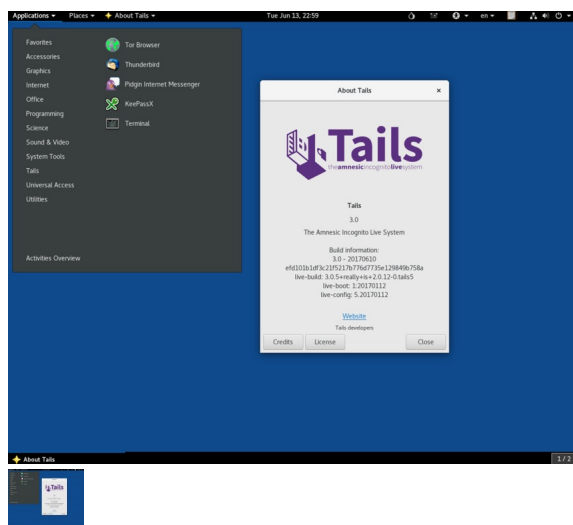 Applications Places About Tails Tue Jun 13, 22:59 en
Favorites
Accessories
Graphics
Internet
Office
Programming
Science
Sound & Video
System Tools
Tails
Universal Access
Utilities
Activities Overview
Tor Browser
Thunderbird
Pidgin Internet Messenger
KeePassX
Terminal
About Tails ×
Tails
theamnesicincognitolivesystem
Tails
3.0
The Amnesic Incognito Live System
Build information:
3.0 - 20170610
efd101b1df3c21f5217b776d7735e129849b758a
live-build: 3.0.5+really+is+2.0.12-0.tails5
live-boot: 1:20170112
live-config: 5.20170112
Website
Tails developers
Credits License Close
About Tails 1 / 2
Tails